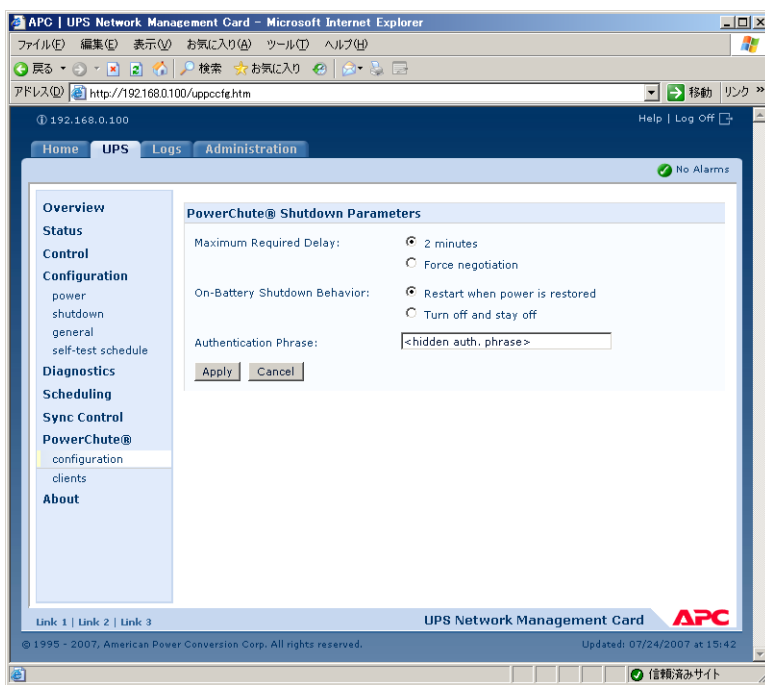 APC | UPS Network Management Card - Microsoft Internet Explorer
ファイル(F) 編集(E) 表示(V) お気に入り(A) ツール(T) ヘルプ(H)
戻る 検索 お気に入り
アドレス(D) http://192.168.0.100/uppccfg.htm 移動 リンク »
192.168.0.100 Help | Log Off
Home UPS Logs Administration
No Alarms
Overview
Status
Control
Configuration
power
shutdown
general
self-test schedule
Diagnostics
Scheduling
Sync Control
PowerChute®
configuration
clients
About
PowerChute® Shutdown Parameters
Maximum Required Delay: 2 minutes
Force negotiation
On-Battery Shutdown Behavior: Restart when power is restored
Turn off and stay off
Authentication Phrase: <hidden auth. phrase>
Apply Cancel
Link 1 | Link 2 | Link 3 UPS Network Management Card APC
© 1995 - 2007, American Power Conversion Corp. All rights reserved. Updated: 07/24/2007 at 15:42
信頼済みサイト